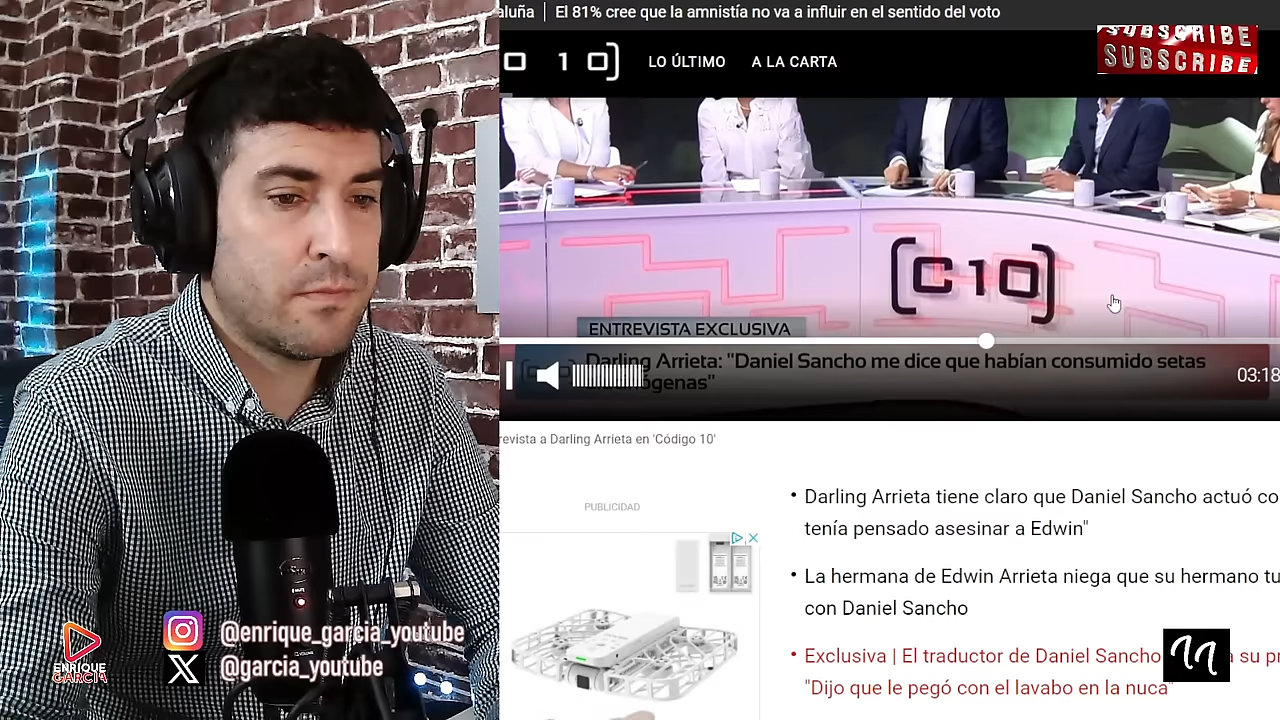 aluña | El 81% cree que la amnistía no va a influir en el sentido del voto
SUBSCRIBE
SUBSCRIBE
10] LO ÚLTIMO A LA CARTA
[C10]
ENTREVISTA EXCLUSIVA
Darling Arrieta: "Daniel Sancho me dice que habían consumido setas
ógenas"
03:18
revista a Darling Arrieta en 'Código 10'
PUBLICIDAD
Darling Arrieta tiene claro que Daniel Sancho actuó co
tenía pensado asesinar a Edwin"
La hermana de Edwin Arrieta niega que su hermano tu
con Daniel Sancho
Exclusiva | El traductor de Daniel Sancho a su pr
"Dijo que le pegó con el lavabo en la nuca"
ENRIQUE
GARCIA
@enrique_garcia_youtube
@garcia_youtube